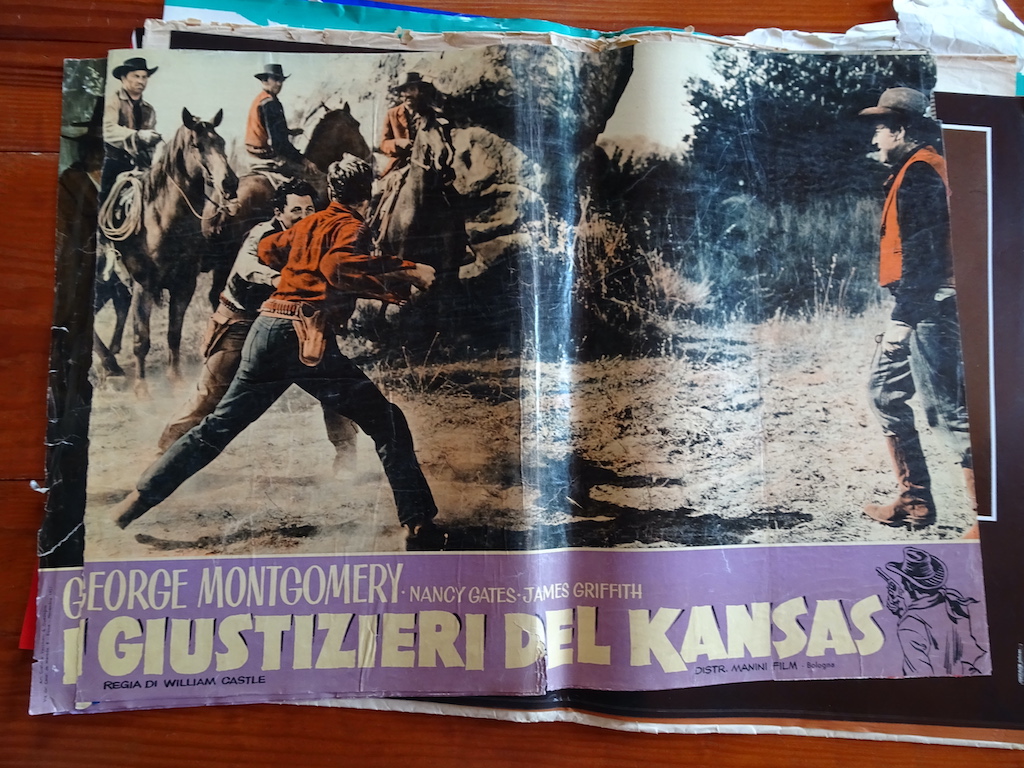 GEORGE MONTGOMERY · NANCY GATES · JAMES GRIFFITH
I GIUSTIZIERI DEL KANSAS
REGIA DI WILLIAM CASTLE
DISTR. MANINI FILM - Bologna